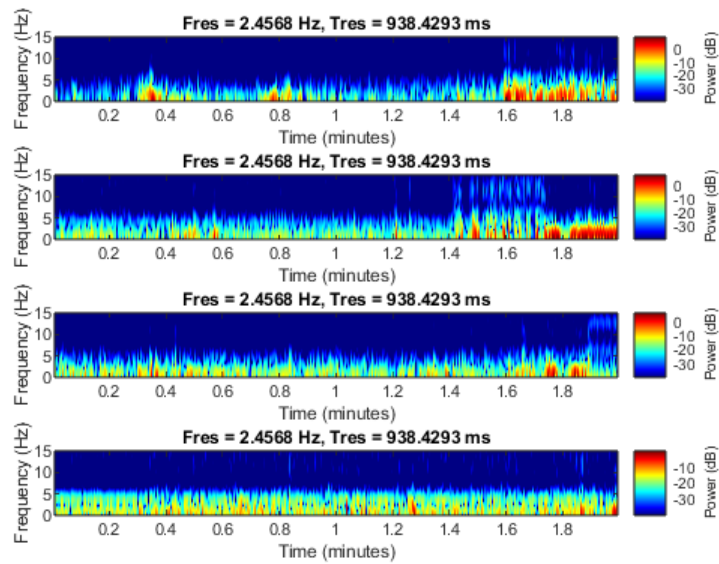 Fres = 2.4568 Hz, Tres = 938.4293 ms
Frequency (Hz)
15
10
5
0
0.2 0.4 0.6 0.8 1 1.2 1.4 1.6 1.8
Time (minutes)
0
-10
-20
-30
Power (dB)
Fres = 2.4568 Hz, Tres = 938.4293 ms
Frequency (Hz)
15
10
5
0
0.2 0.4 0.6 0.8 1 1.2 1.4 1.6 1.8
Time (minutes)
0
-10
-20
-30
Power (dB)
Fres = 2.4568 Hz, Tres = 938.4293 ms
Frequency (Hz)
15
10
5
0
0.2 0.4 0.6 0.8 1 1.2 1.4 1.6 1.8
Time (minutes)
0
-10
-20
-30
Power (dB)
Fres = 2.4568 Hz, Tres = 938.4293 ms
Frequency (Hz)
15
10
5
0
0.2 0.4 0.6 0.8 1 1.2 1.4 1.6 1.8
Time (minutes)
-10
-20
-30
Power (dB)